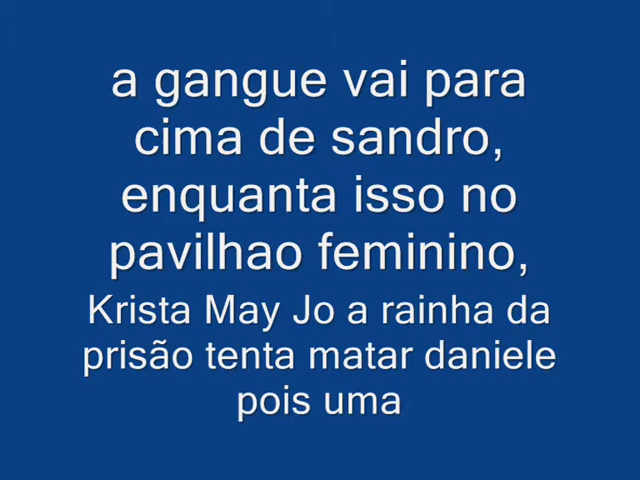 a gangue vai para
cima de sandro,
enquanta isso no
pavilhao feminino,
Krista May Jo a rainha da
prisão tenta matar daniele
pois uma